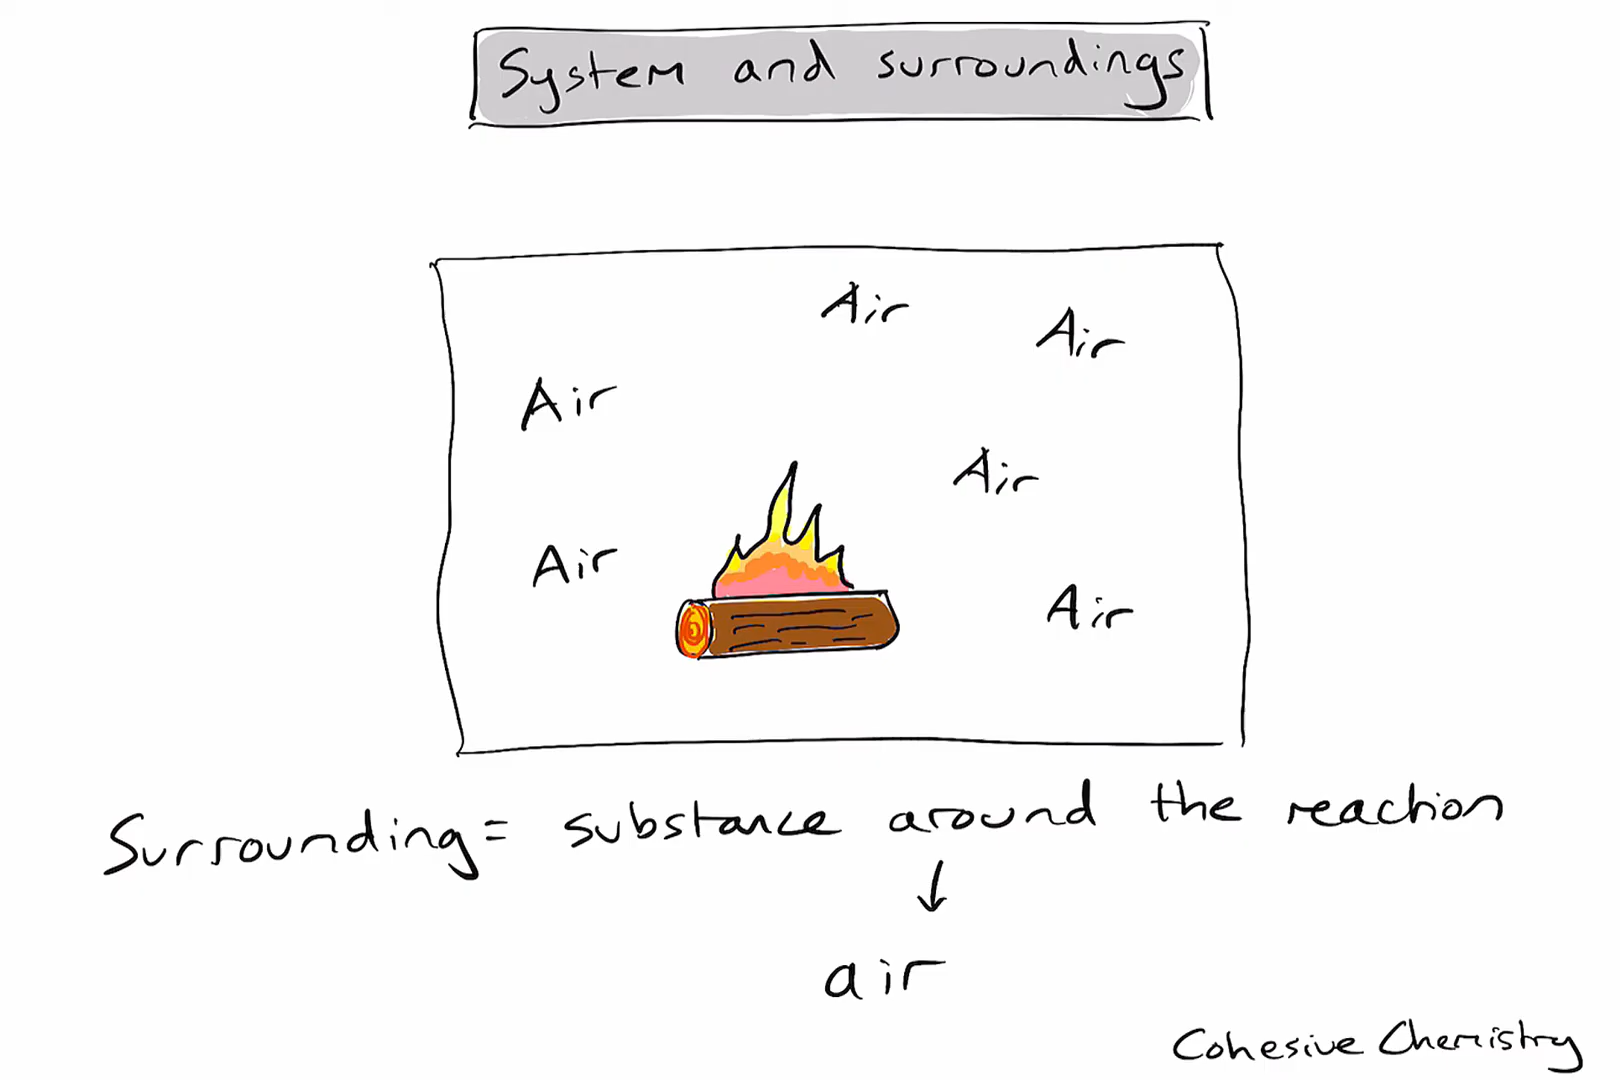 System and surroundings
Air
Air
Air
Air
Air
Air
Surrounding = substance around the reaction
↓
air
Cohesive Chemistry